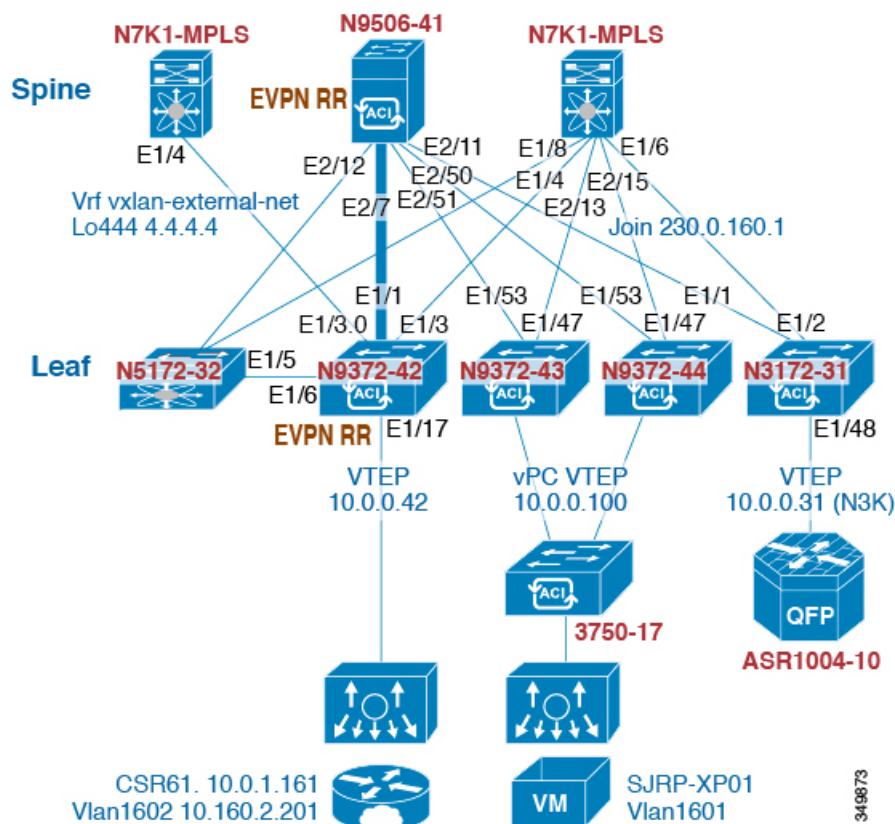 N7K1-MPLS
N9506-41
N7K1-MPLS
Spine
EVPN RR
ACI
E1/4
E2/12
E2/11
E1/8
E1/6
E2/50
E1/4
E2/15
E2/51
E2/7
E2/13
Vrf vxlan-external-net
Lo444 4.4.4.4
Join 230.0.160.1
E1/1
E1/53
E1/53
E1/1
E1/3.0
E1/3
E1/47
E1/47
E1/2
Leaf
N5172-32
E1/5
E1/6
N9372-42
N9372-43
N9372-44
N3172-31
ACI
ACI
ACI
ACI
EVPN RR
E1/17
E1/48
VTEP
10.0.0.42
vPC VTEP
10.0.0.100
VTEP
10.0.0.31 (N3K)
ACI
3750-17
QFP
ASR1004-10
CSR61. 10.0.1.161
Vlan1602 10.160.2.201
VM
SJRP-XP01
Vlan1601
349873